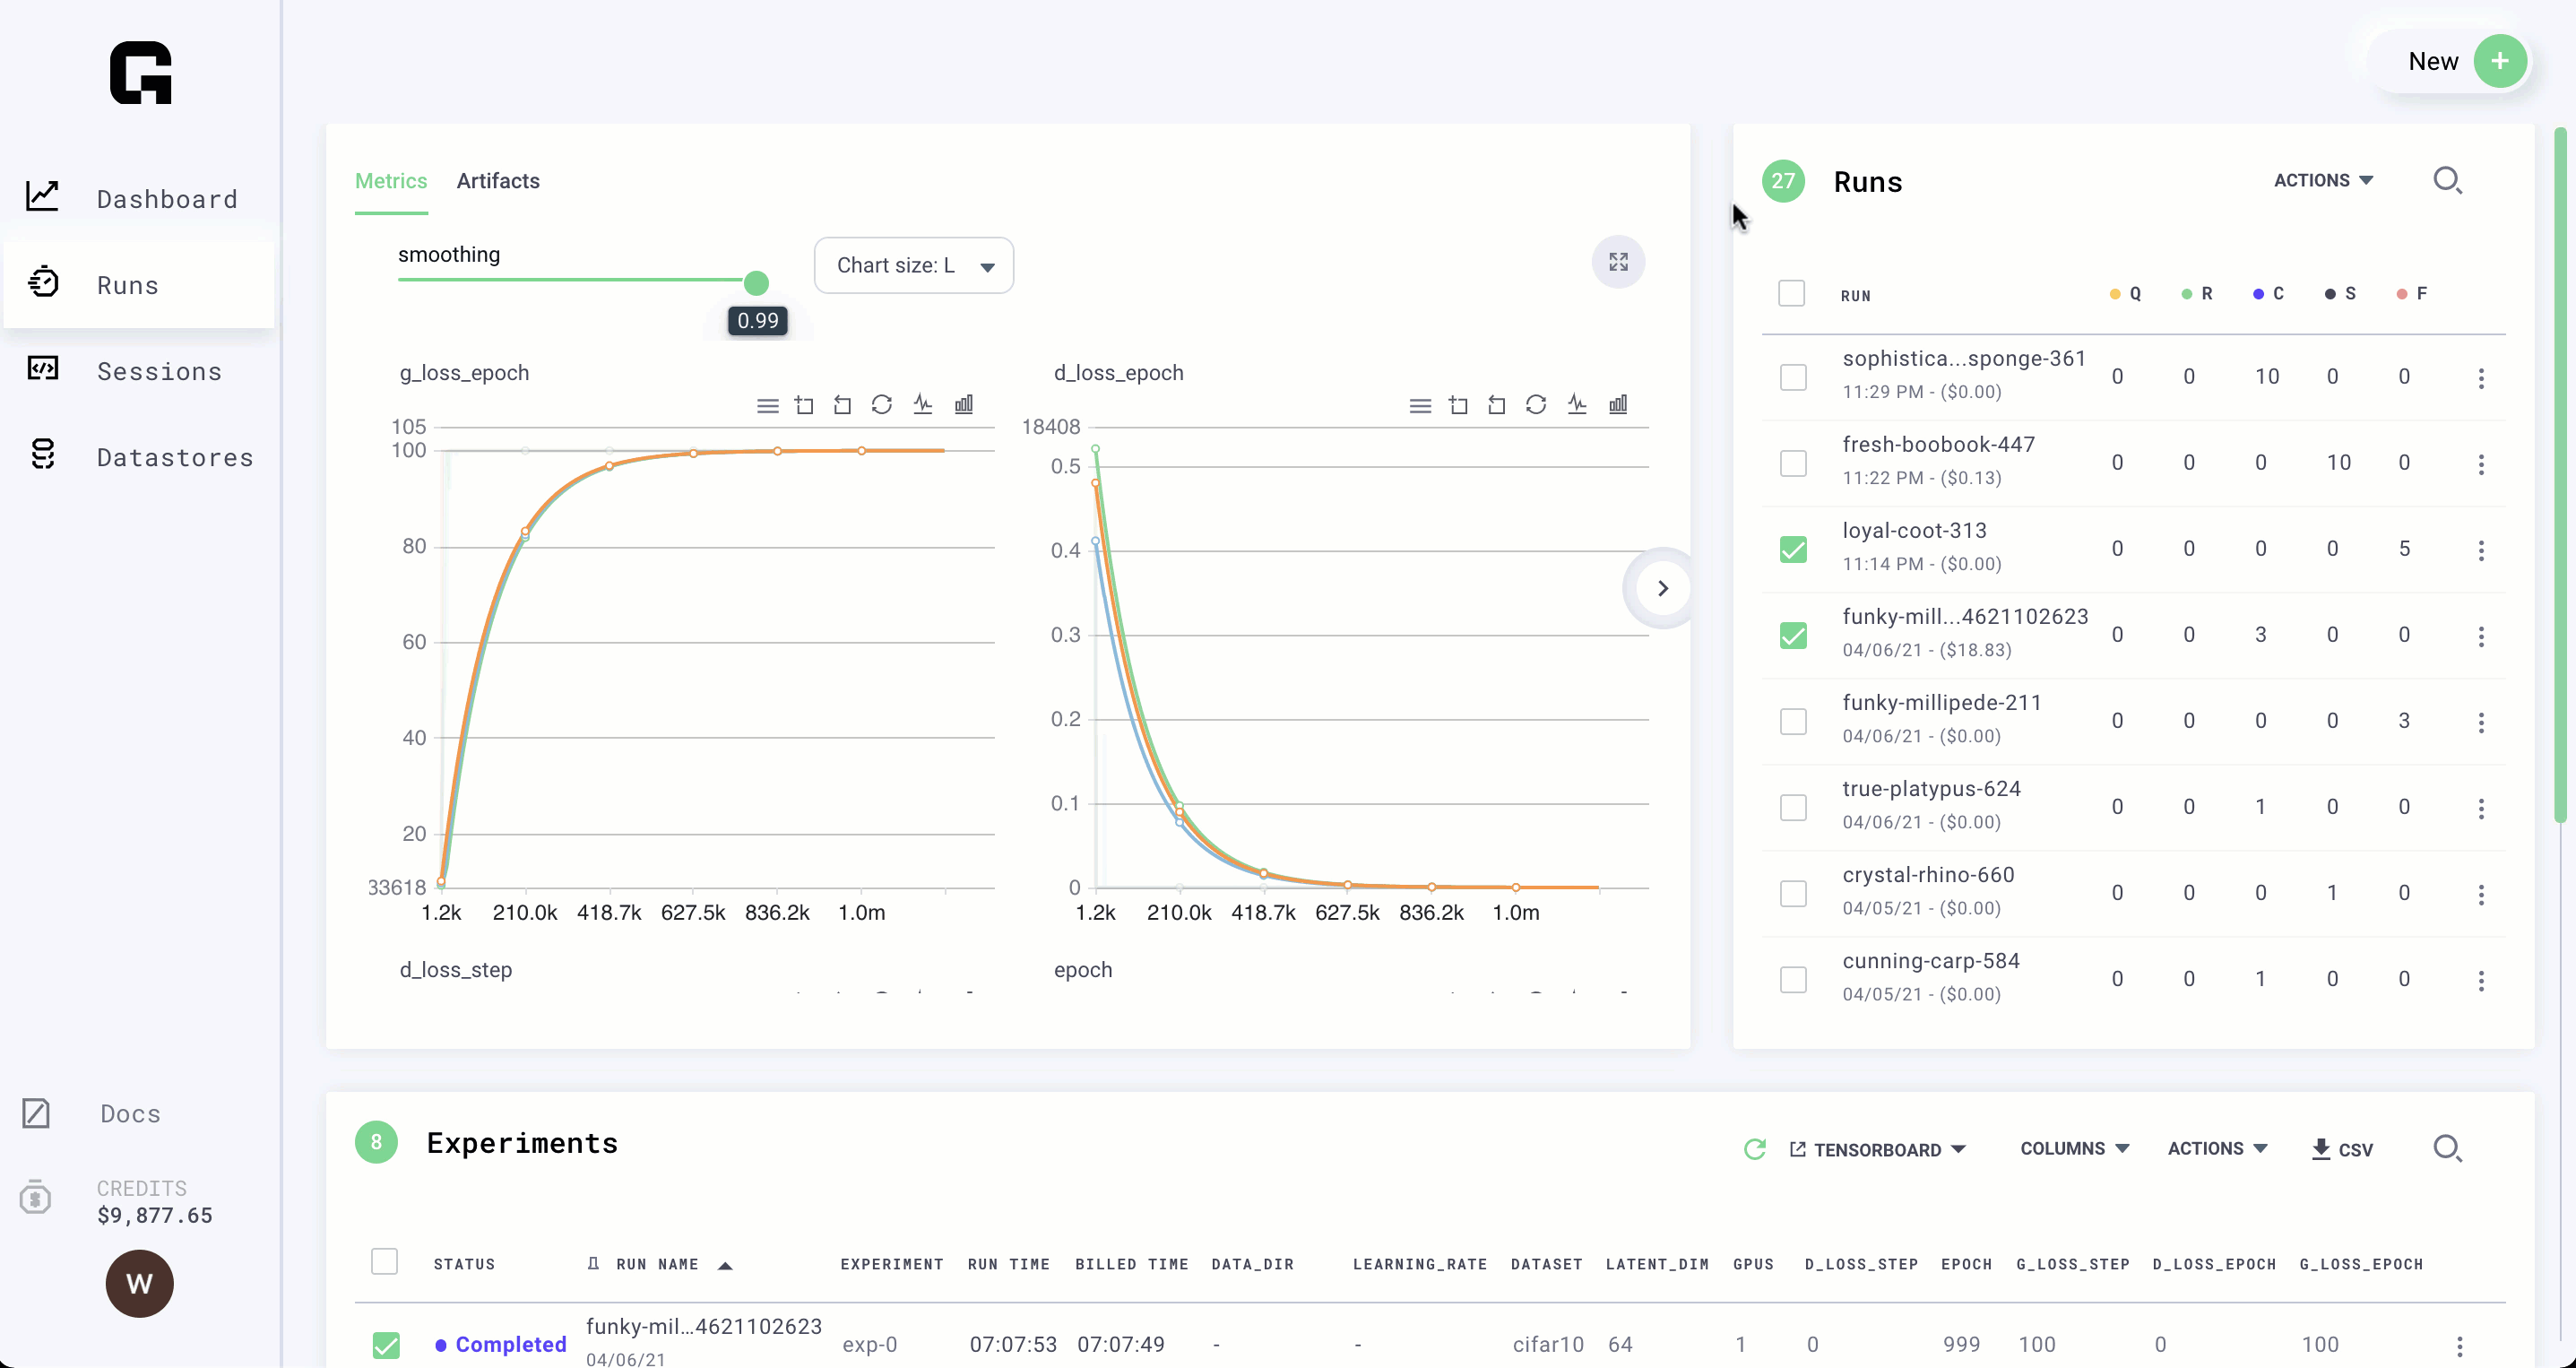 New
Dashboard
Runs
Sessions
Datastores
Docs
CREDITS
$9,877.65
W
Metrics
Artifacts
smoothing
Chart size: L
0.99
g_loss_epoch
105
100
80
60
40
20
33618
1.2k 210.0k 418.7k 627.5k 836.2k 1.0m
d_loss_epoch
18408
0.5
0.4
0.3
0.2
0.1
0
1.2k 210.0k 418.7k 627.5k 836.2k 1.0m
d_loss_step
epoch
27 Runs
ACTIONS
RUN Q R C S F
sophistica...sponge-361 0 0 10 0 0
11:29 PM - ($0.00)
fresh-boobook-447 0 0 0 10 0
11:22 PM - ($0.13)
loyal-coot-313 0 0 0 0 5
11:14 PM - ($0.00)
funky-mill...4621102623 0 0 3 0 0
04/06/21 - ($18.83)
funky-millipede-211 0 0 0 0 3
04/06/21 - ($0.00)
true-platypus-624 0 0 1 0 0
04/06/21 - ($0.00)
crystal-rhino-660 0 0 0 1 0
04/05/21 - ($0.00)
cunning-carp-584 0 0 1 0 0
04/05/21 - ($0.00)
8 Experiments
TENSORBOARD COLUMNS ACTIONS CSV
STATUS RUN NAME EXPERIMENT RUN TIME BILLED TIME DATA_DIR LEARNING_RATE DATASET LATENT_DIM GPUS D_LOSS_STEP EPOCH G_LOSS_STEP D_LOSS_EPOCH G_LOSS_EPOCH
Completed funky-mil...4621102623 exp-0 07:07:53 07:07:49 - - cifar10 64 1 0 999 100 0 100
04/06/21